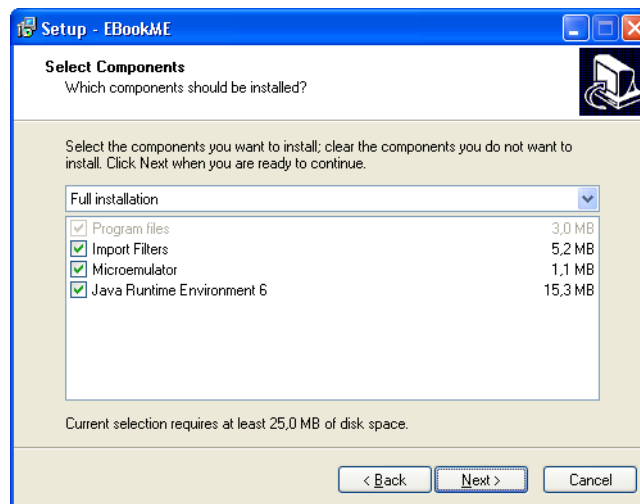 Setup - EBookME
Select Components
Which components should be installed?
Select the components you want to install; clear the components you do not want to
install. Click Next when you are ready to continue.
Full installation
Program files 3,0 MB
Import Filters 5,2 MB
Microemulator 1,1 MB
Java Runtime Environment 6 15,3 MB
Current selection requires at least 25,0 MB of disk space.
< Back Next > Cancel